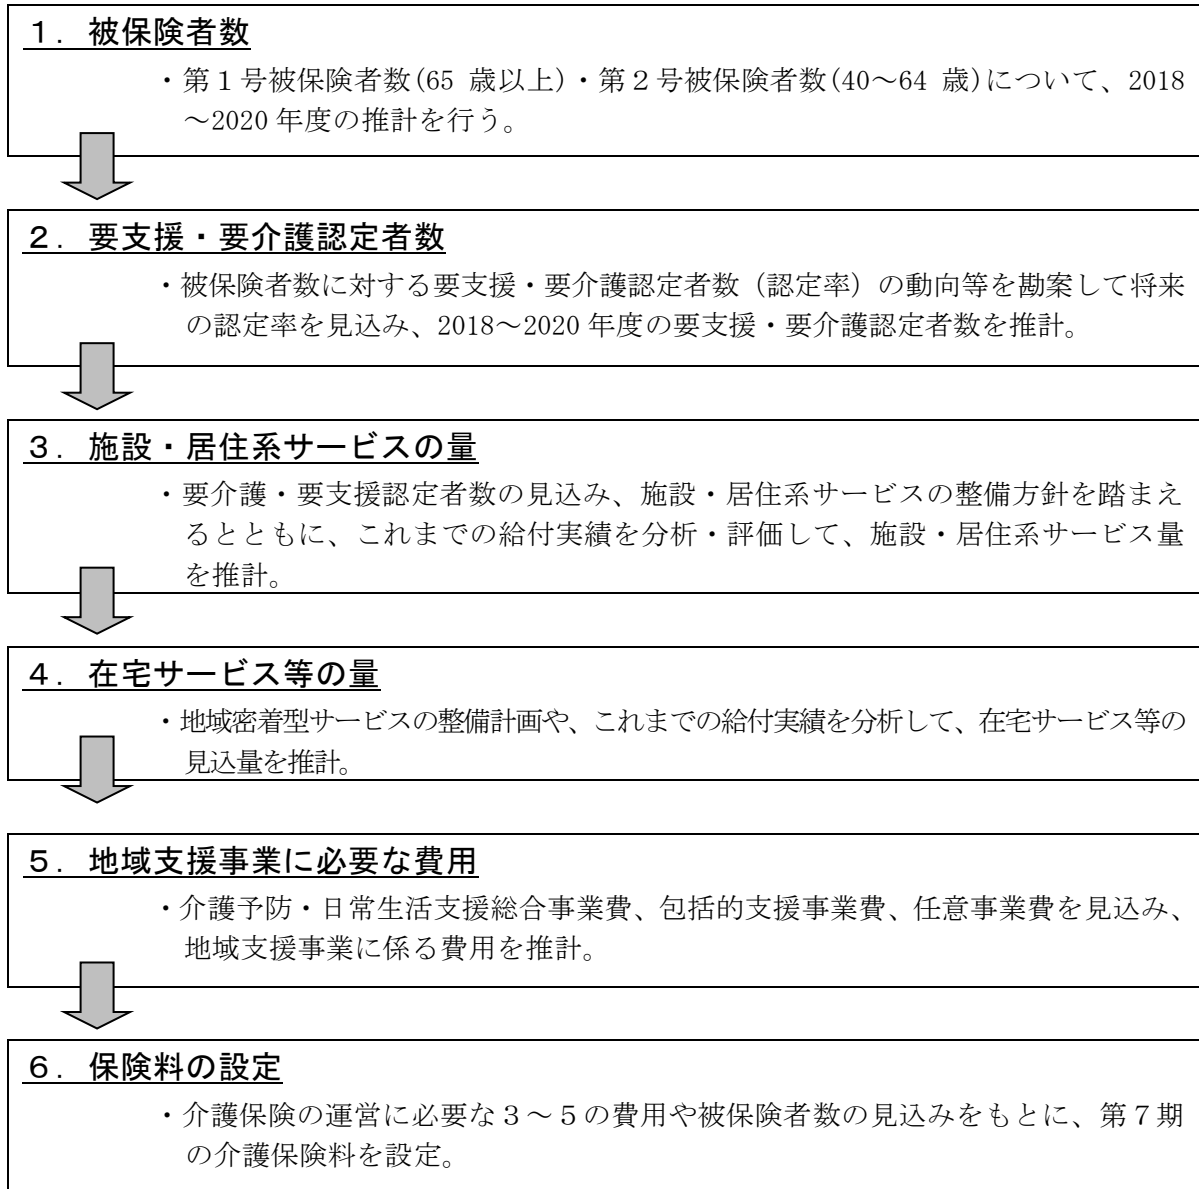 １．被保険者数
・第１号被保険者数(65 歳以上)・第２号被保険者数(40～64 歳)について、2018
～2020 年度の推計を行う。
２．要支援・要介護認定者数
・被保険者数に対する要支援・要介護認定者数（認定率）の動向等を勘案して将来
の認定率を見込み、2018～2020 年度の要支援・要介護認定者数を推計。
３．施設・居住系サービスの量
・要介護・要支援認定者数の見込み、施設・居住系サービスの整備方針を踏まえ
るとともに、これまでの給付実績を分析・評価して、施設・居住系サービス量
を推計。
４．在宅サービス等の量
・地域密着型サービスの整備計画や、これまでの給付実績を分析して、在宅サービス等の
見込量を推計。
５．地域支援事業に必要な費用
・介護予防・日常生活支援総合事業費、包括的支援事業費、任意事業費を見込み、
地域支援事業に係る費用を推計。
６．保険料の設定
・介護保険の運営に必要な３～５の費用や被保険者数の見込みをもとに、第７期
の介護保険料を設定。